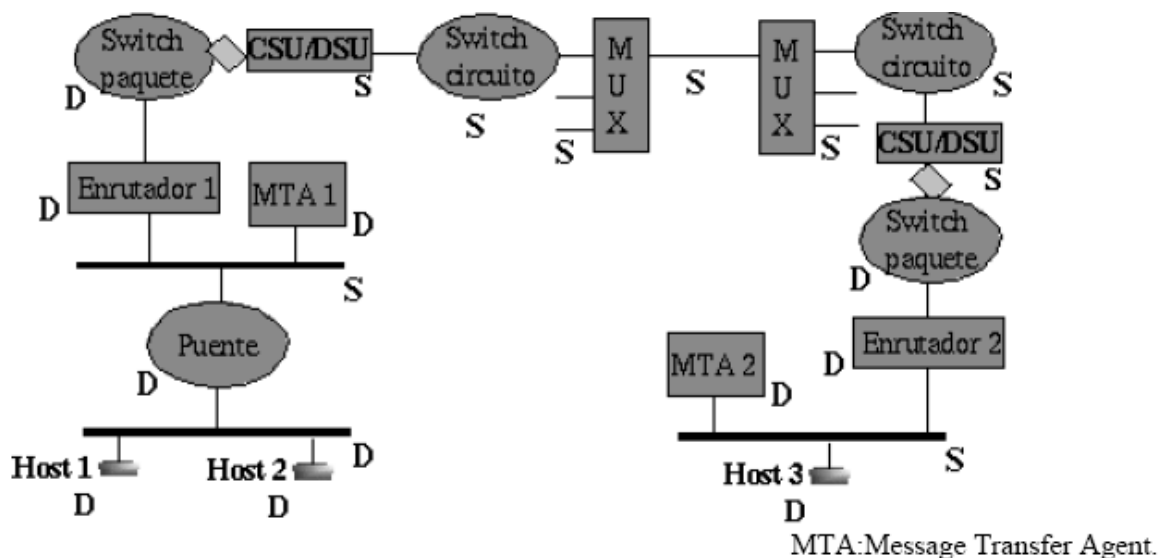 Switch
paquete
D
CSU/DSU
S
Switch
circuito
S
M
U
X
S
S
M
U
X
S
Switch
circuito
S
CSU/DSU
S
Switch
paquete
D
Enrutador 1
D
MTA 1
D
S
Puente
D
D
Host 1
D
Host 2
D
MTA 2
D
Enrutador 2
D
S
Host 3
D
MTA:Message Transfer Agent.